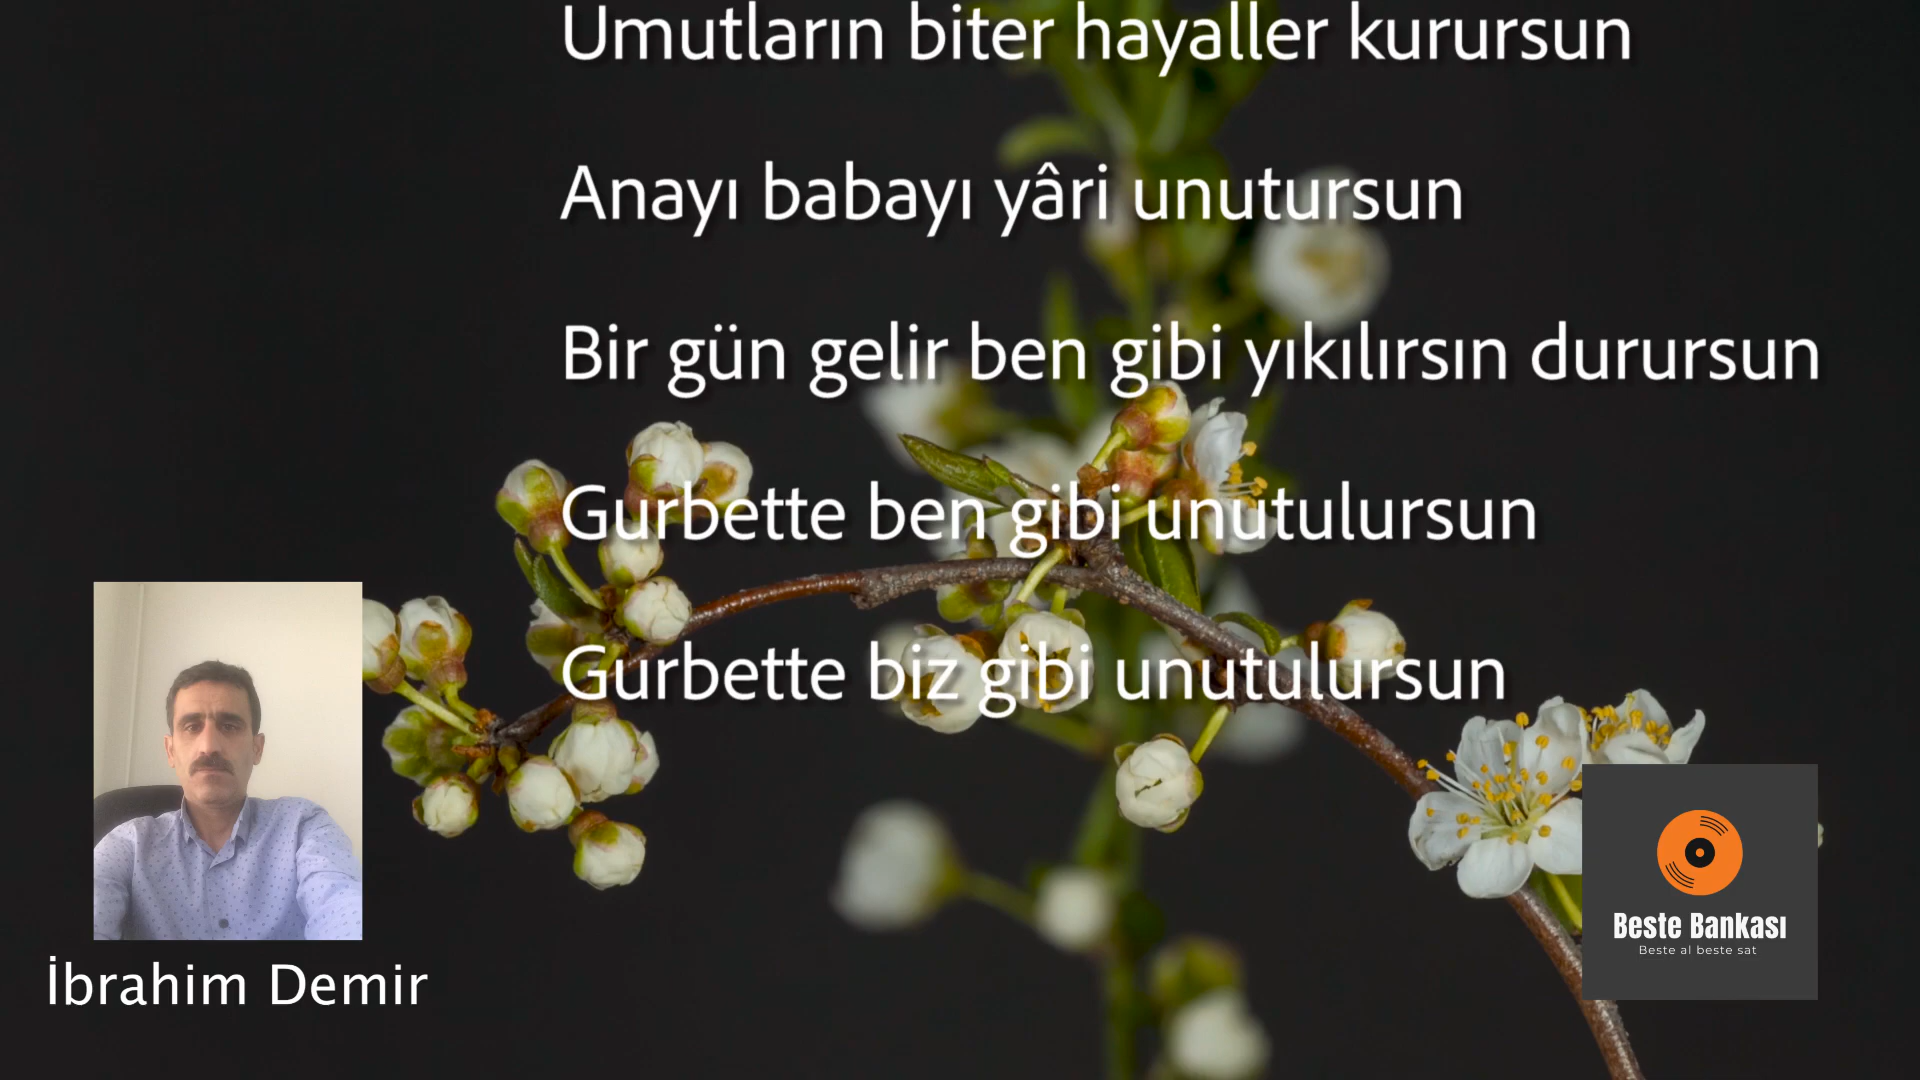 Umutların biter hayaller kurursun
Anayı babayı yâri unutursun
Bir gün gelir ben gibi yıkılırsın durursun
Gurbette ben gibi unutulursun
Gurbette biz gibi unutulursun
İbrahim Demir
Beste Bankası
Beste al beste sat